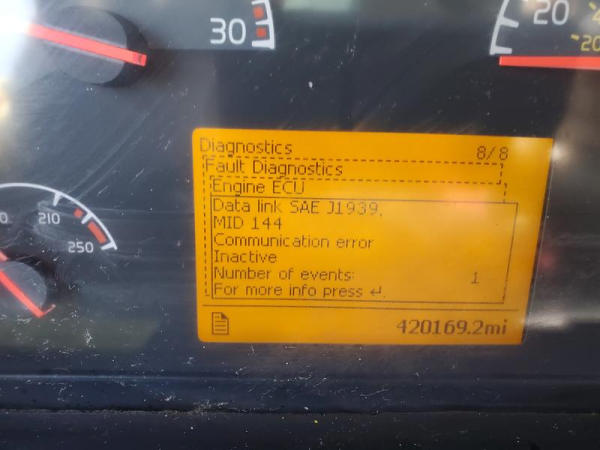 30
20
20
210
250
Diagnostics 8/8
Fault Diagnostics
Engine ECU
Data link SAE J1939,
MID 144
Communication error
Inactive
Number of events: 1
For more info press ↵.
420169.2mi